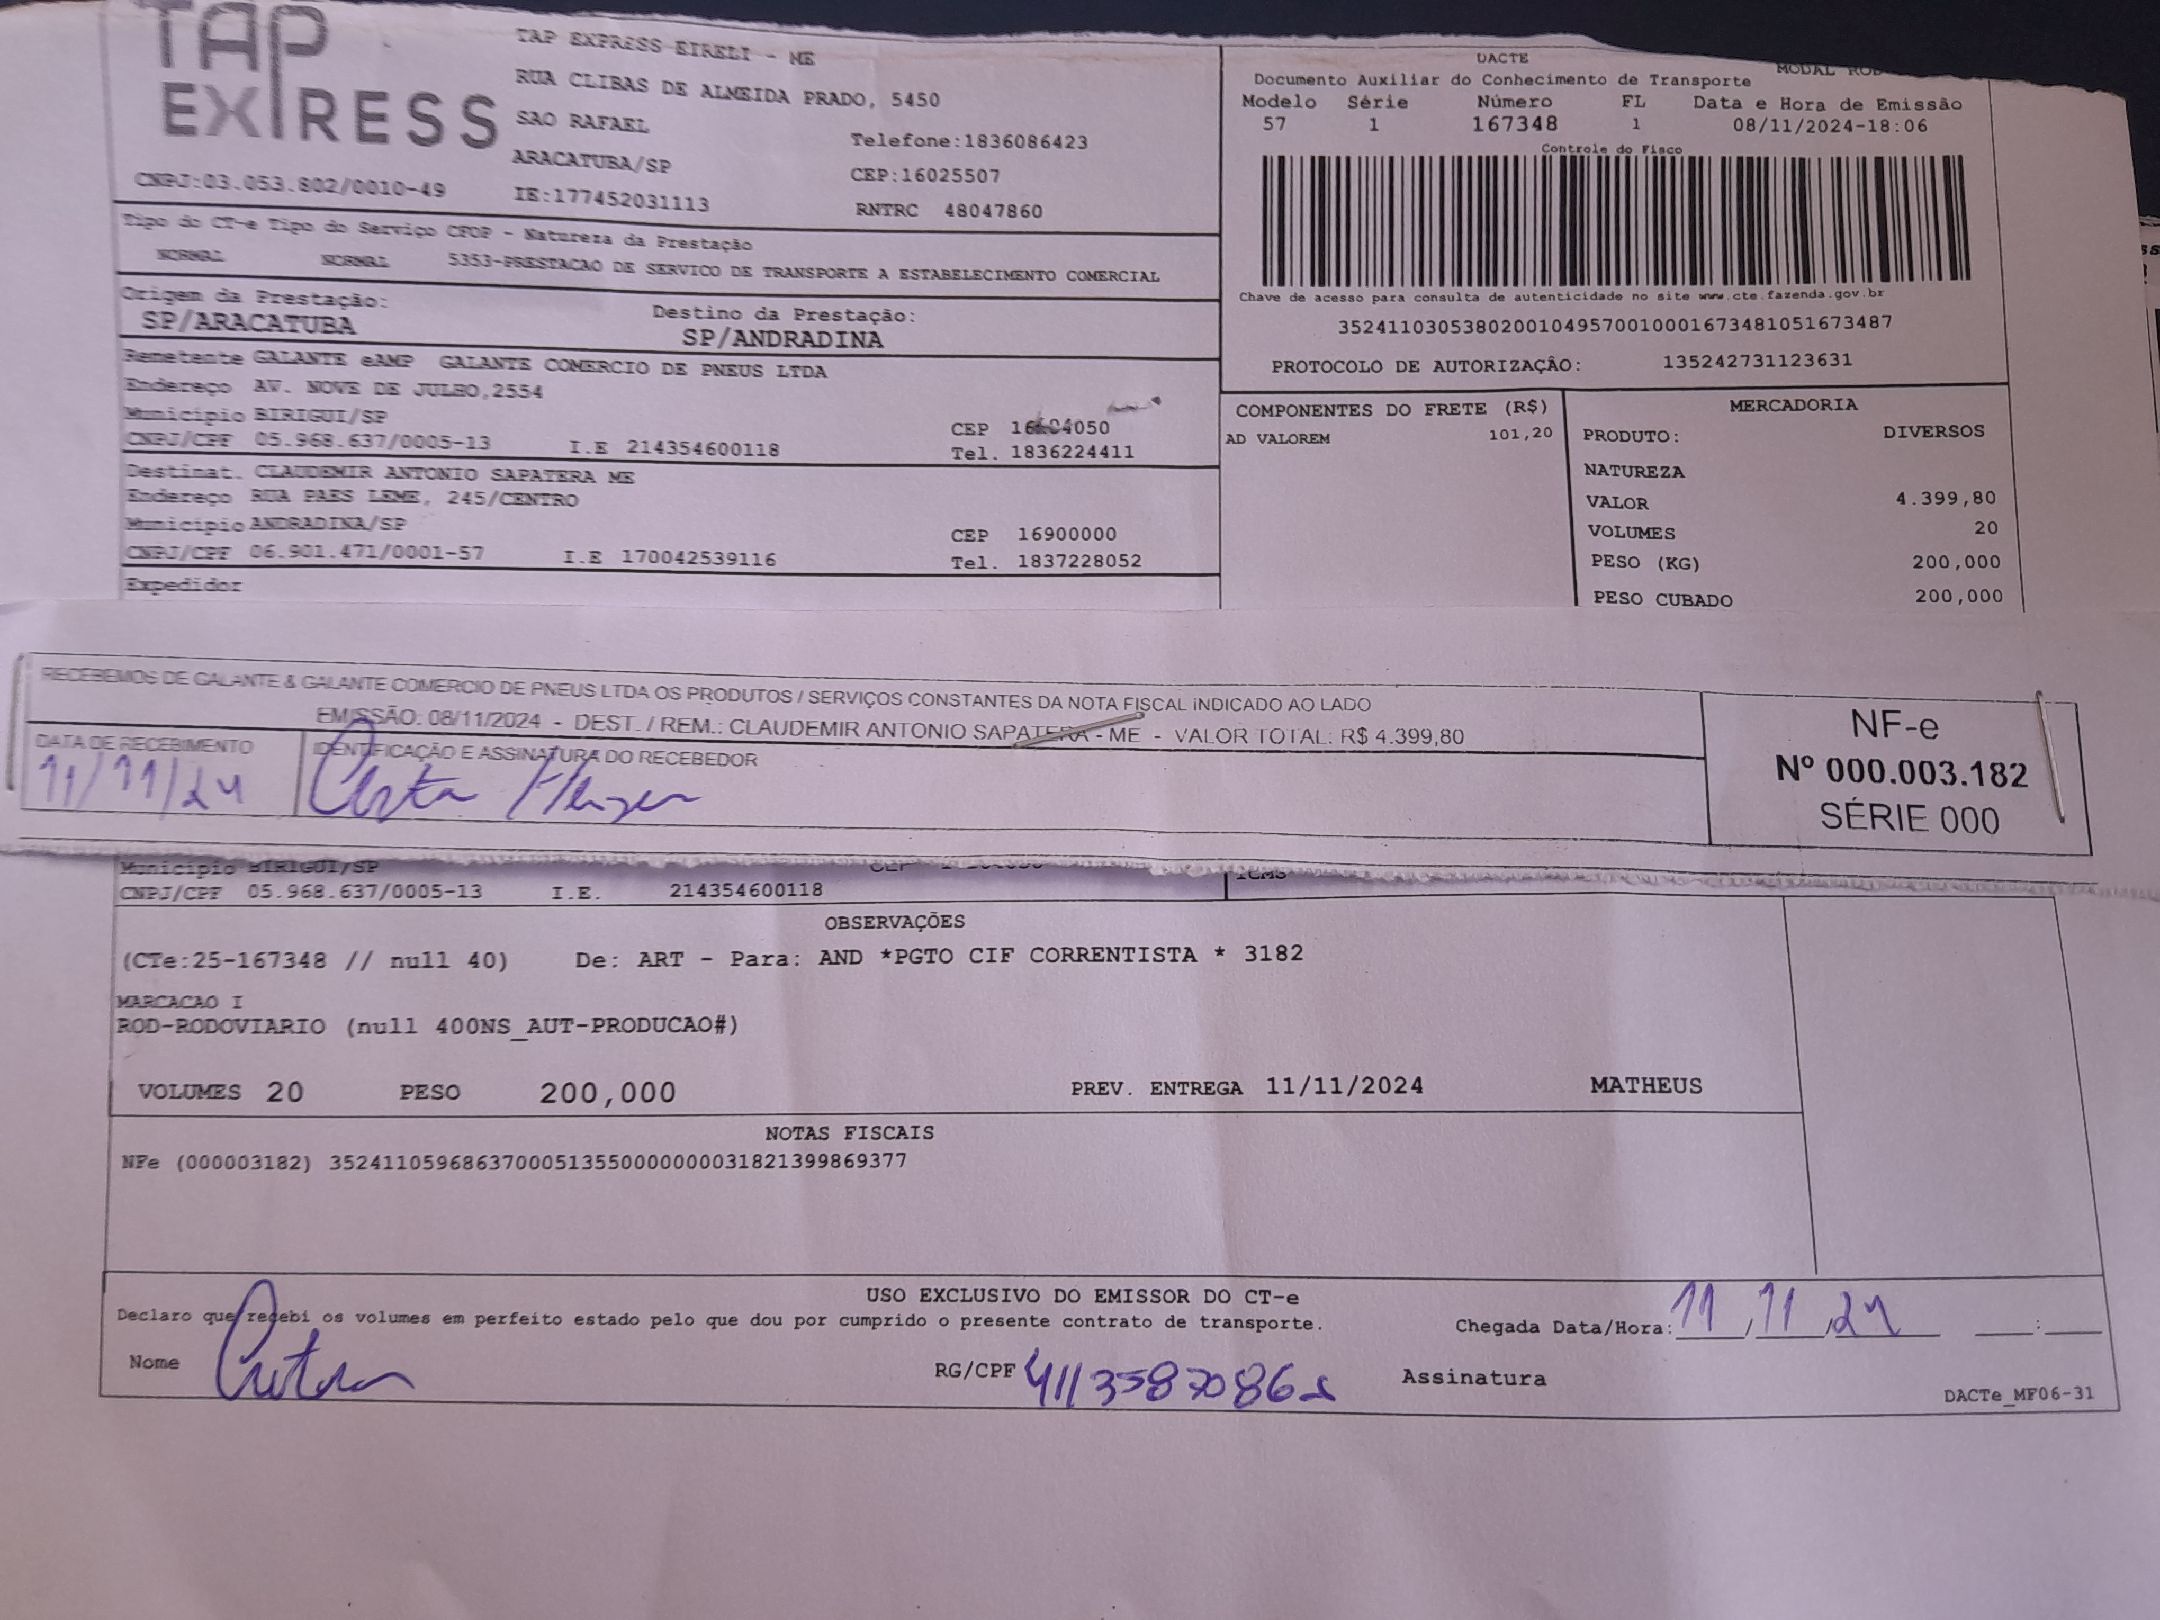 TAP
EXPRESS
CNPJ:03.053.802/0010-49
TAP EXPRESS EIRELI - ME
RUA CLIBAS DE ALMEIDA PRADO, 5450
SAO RAFAEL
Telefone:1836086423
ARACATUBA/SP
CEP:16025507
IE:177452031113
RNTRC 48047860
DACTE
MODAL ROD
Documento Auxiliar do Conhecimento de Transporte
Modelo Série Número FL Data e Hora de Emissão
57 1 167348 1 08/11/2024-18:06
Controle do Fisco
Chave de acesso para consulta de autenticidade no site www.cte.fazenda.gov.br
35241103053802001049570010001673481051673487
PROTOCOLO DE AUTORIZAÇÂO: 135242731123631
Tipo do CT-e Tipo do Serviço CFOP - Natureza da Prestação
NORMAL NORMAL 5353-PRESTACAO DE SERVICO DE TRANSPORTE A ESTABELECIMENTO COMERCIAL
Origem da Prestação: Destino da Prestação:
SP/ARACATUBA SP/ANDRADINA
Remetente GALANTE eAMP GALANTE COMERCIO DE PNEUS LTDA
Endereço AV. NOVE DE JULHO,2554
Municipio BIRIGUI/SP CEP
CNPJ/CPF 05.968.637/0005-13 I.E 214354600118 Tel. 1836224411
Destinat. CLAUDEMIR ANTONIO SAPATERA ME
Endereço RUA PAES LEME, 245/CENTRO
Municipio ANDRADINA/SP CEP 16900000
CNPJ/CPF 06.901.471/0001-57 I.E 170042539116 Tel. 1837228052
Expedidor
COMPONENTES DO FRETE (R$)
AD VALOREM 101,20
MERCADORIA
PRODUTO: DIVERSOS
NATUREZA
VALOR 4.399,80
VOLUMES 20
PESO (KG) 200,000
PESO CUBADO 200,000
RECEBEMOS DE GALANTE & GALANTE COMERCIO DE PNEUS LTDA OS PRODUTOS / SERVIÇOS CONSTANTES DA NOTA FISCAL INDICADO AO LADO
EMISSÃO: 08/11/2024 - DEST. / REM.: CLAUDEMIR ANTONIO SAPATERA - ME - VALOR TOTAL: R$ 4.399,80
DATA DE RECEBIMENTO IDENTIFICAÇÃO E ASSINATURA DO RECEBEDOR
11/11/24
NF-e
Nº 000.003.182
SÉRIE 000
Municipio BIRIGUI/SP CEP
ICMS
CNPJ/CPF 05.968.637/0005-13 I.E. 214354600118
OBSERVAÇÕES
(CTe:25-167348 // null 40) De: ART - Para: AND *PGTO CIF CORRENTISTA * 3182
MARCACAO I
ROD-RODOVIARIO (null 400NS_AUT-PRODUCAO#)
VOLUMES 20 PESO 200,000 PREV. ENTREGA 11/11/2024 MATHEUS
NOTAS FISCAIS
NFe (000003182) 35241105968637000513550000000031821399869377
USO EXCLUSIVO DO EMISSOR DO CT-e
Declaro que recebi os volumes em perfeito estado pelo que dou por cumprido o presente contrato de transporte.
Chegada Data/Hora: 11/11/24 :
Nome RG/CPF Assinatura
DACTe_MF06-31